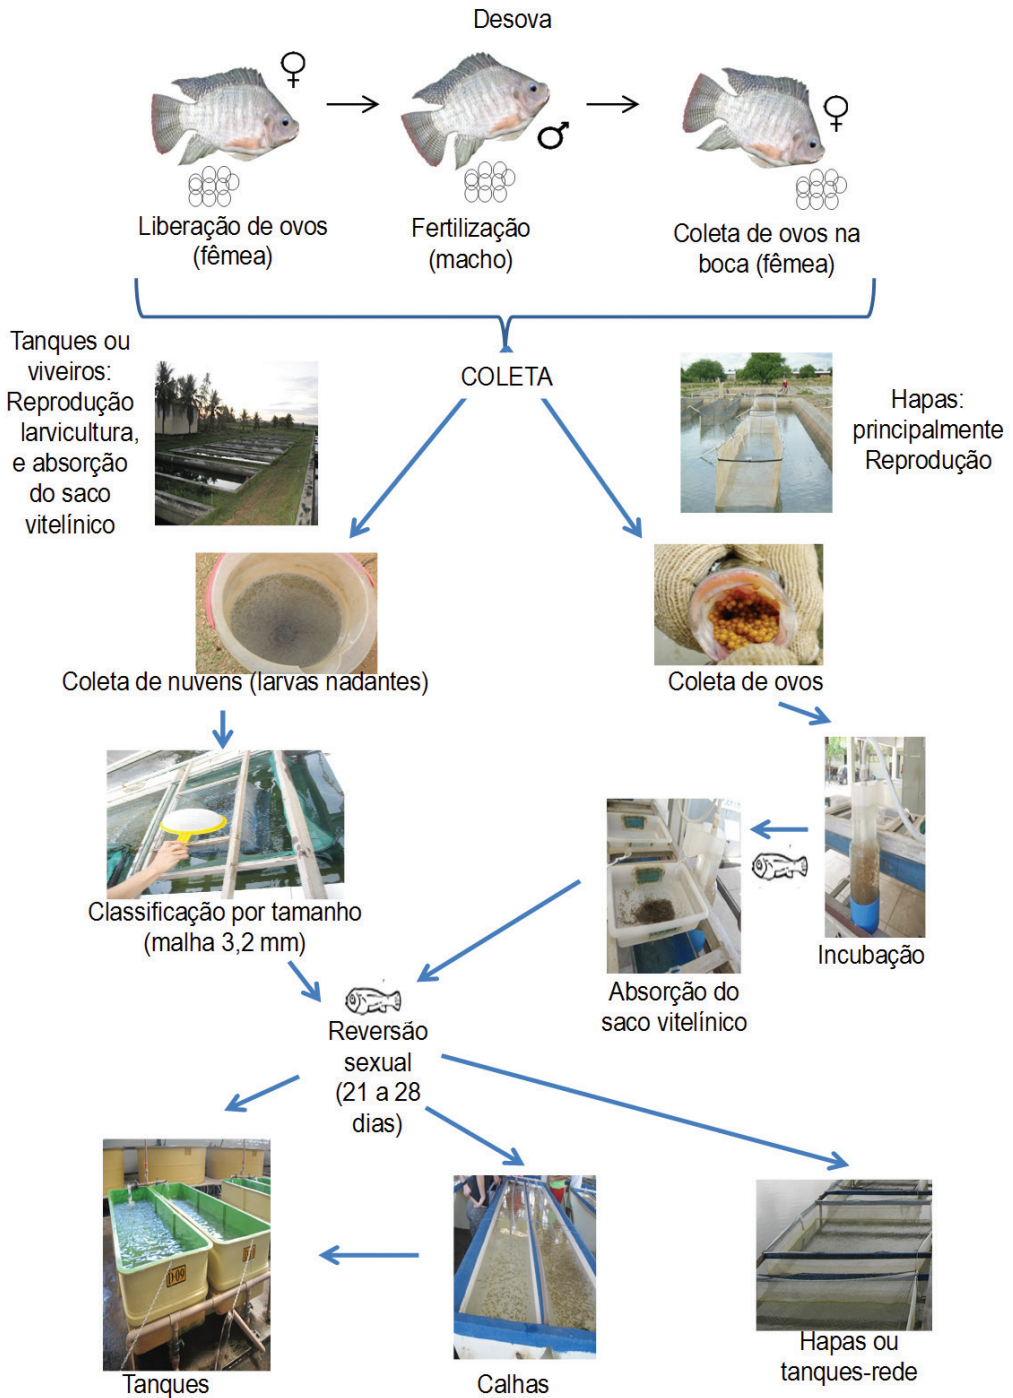 Desova
Liberação de ovos
(fêmea)
Fertilização
(macho)
Coleta de ovos na
boca (fêmea)
Tanques ou
viveiros:
Reprodução
larvicultura,
e absorção
do saco
vitelínico
COLETA
Hapas:
principalmente
Reprodução
Coleta de nuvens (larvas nadantes)
Coleta de ovos
Classificação por tamanho
(malha 3,2 mm)
Incubação
Absorção do
saco vitelínico
Reversão
sexual
(21 a 28
dias)
D-09
Tanques
Calhas
Hapas ou
tanques-rede